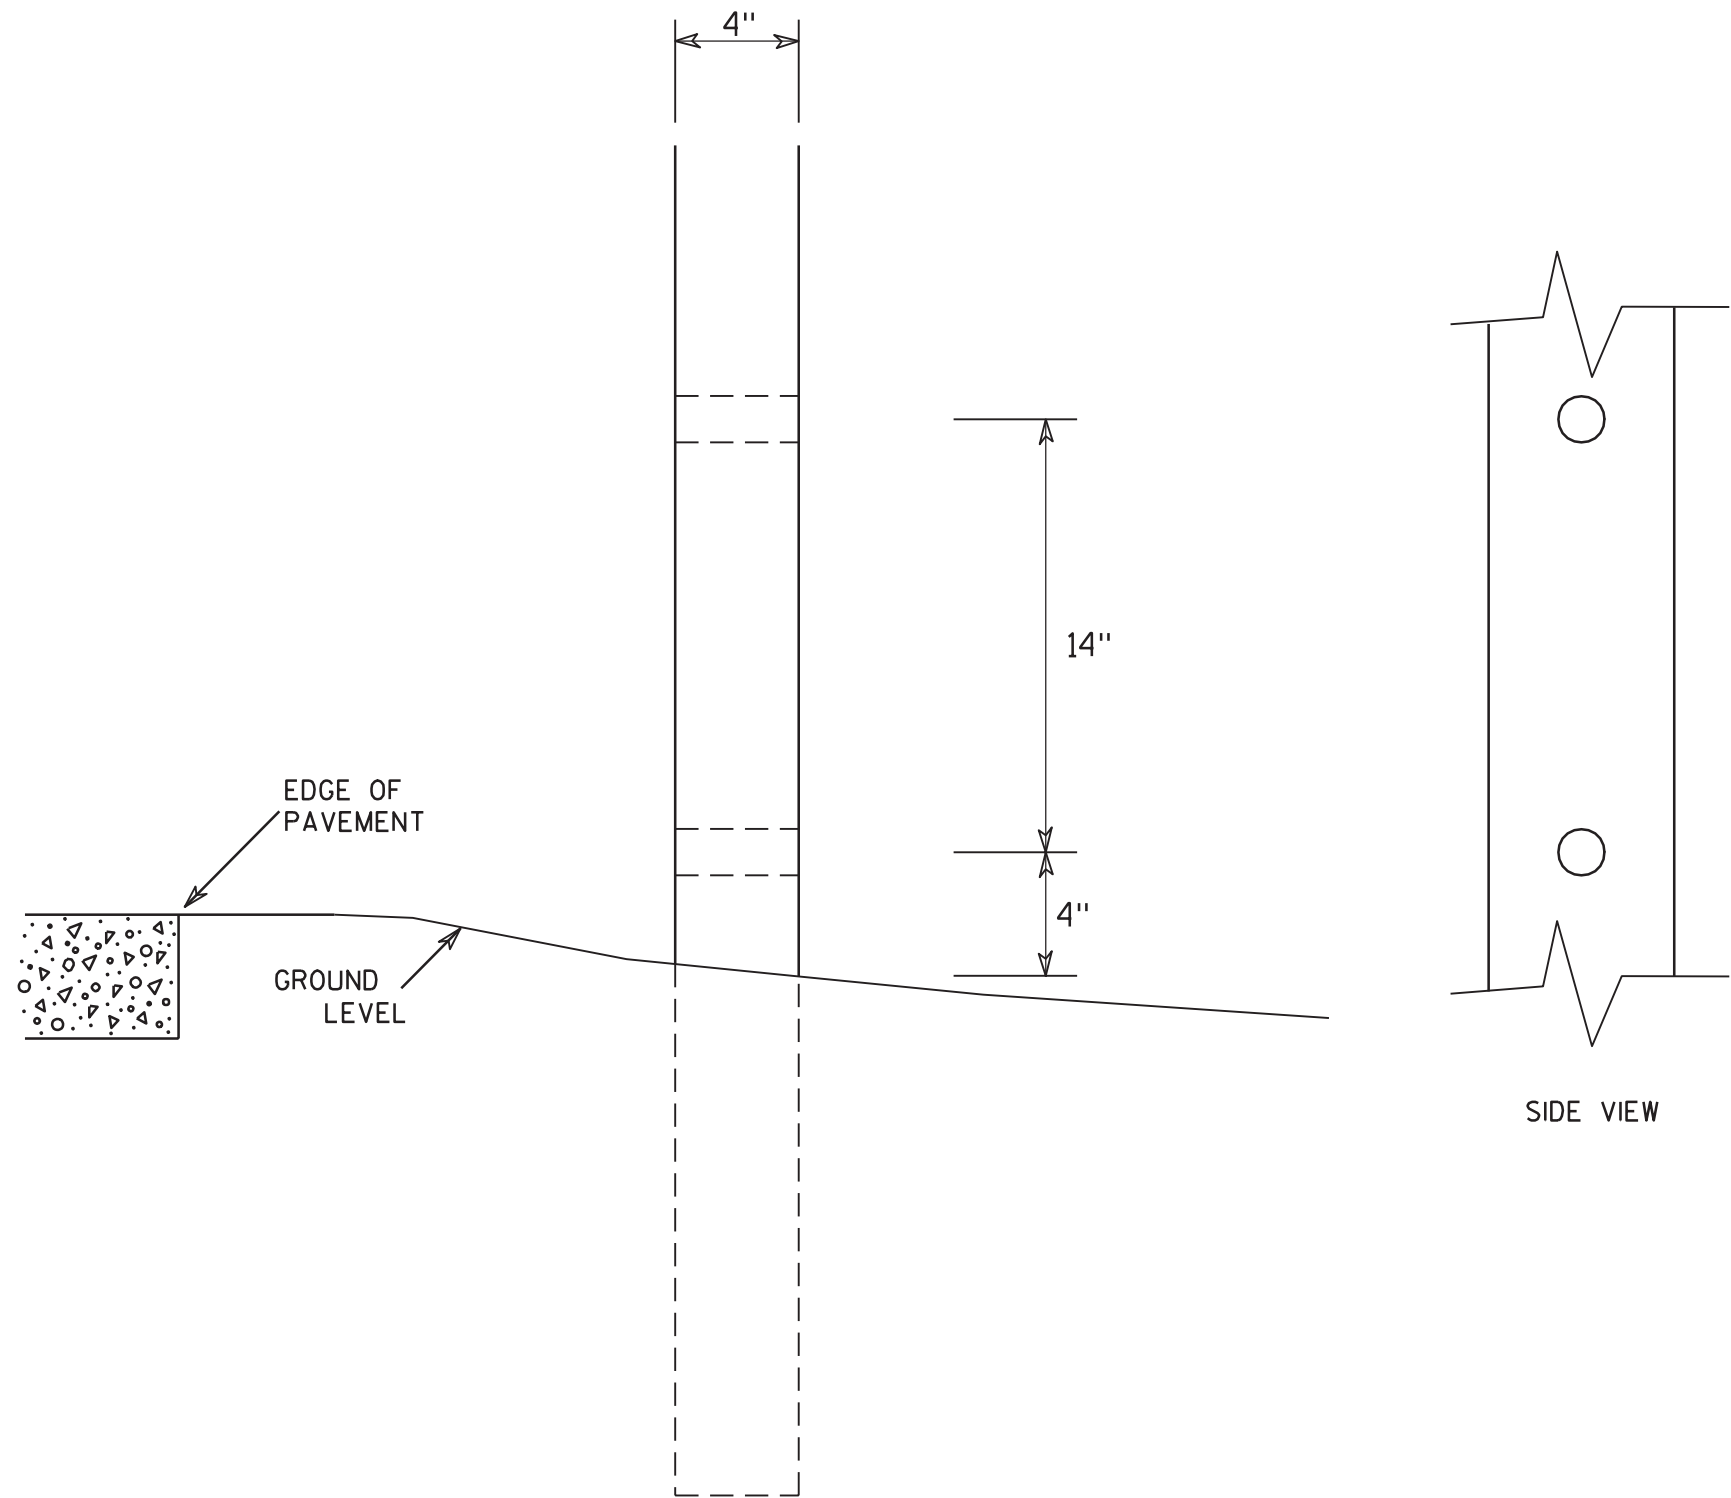 4"
14"
EDGE OF
PAVEMENT
4"
GROUND
LEVEL
SIDE VIEW